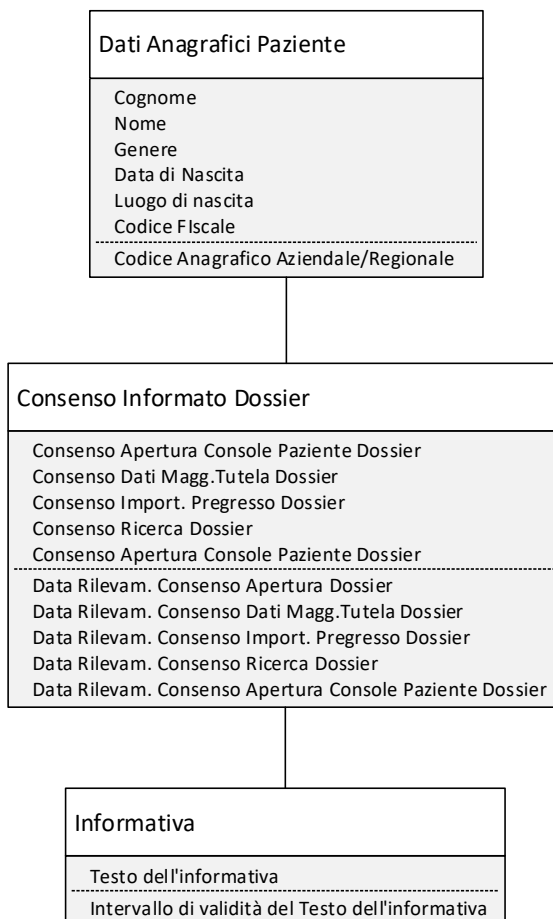 Dati Anagrafici Paziente
Cognome
Nome
Genere
Data di Nascita
Luogo di nascita
Codice FIscale
Codice Anagrafico Aziendale/Regionale
Consenso Informato Dossier
Consenso Apertura Console Paziente Dossier
Consenso Dati Magg.Tutela Dossier
Consenso Import. Pregresso Dossier
Consenso Ricerca Dossier
Consenso Apertura Console Paziente Dossier
Data Rilevam. Consenso Apertura Dossier
Data Rilevam. Consenso Dati Magg.Tutela Dossier
Data Rilevam. Consenso Import. Pregresso Dossier
Data Rilevam. Consenso Ricerca Dossier
Data Rilevam. Consenso Apertura Console Paziente Dossier
Informativa
Testo dell'informativa
Intervallo di validità del Testo dell'informativa